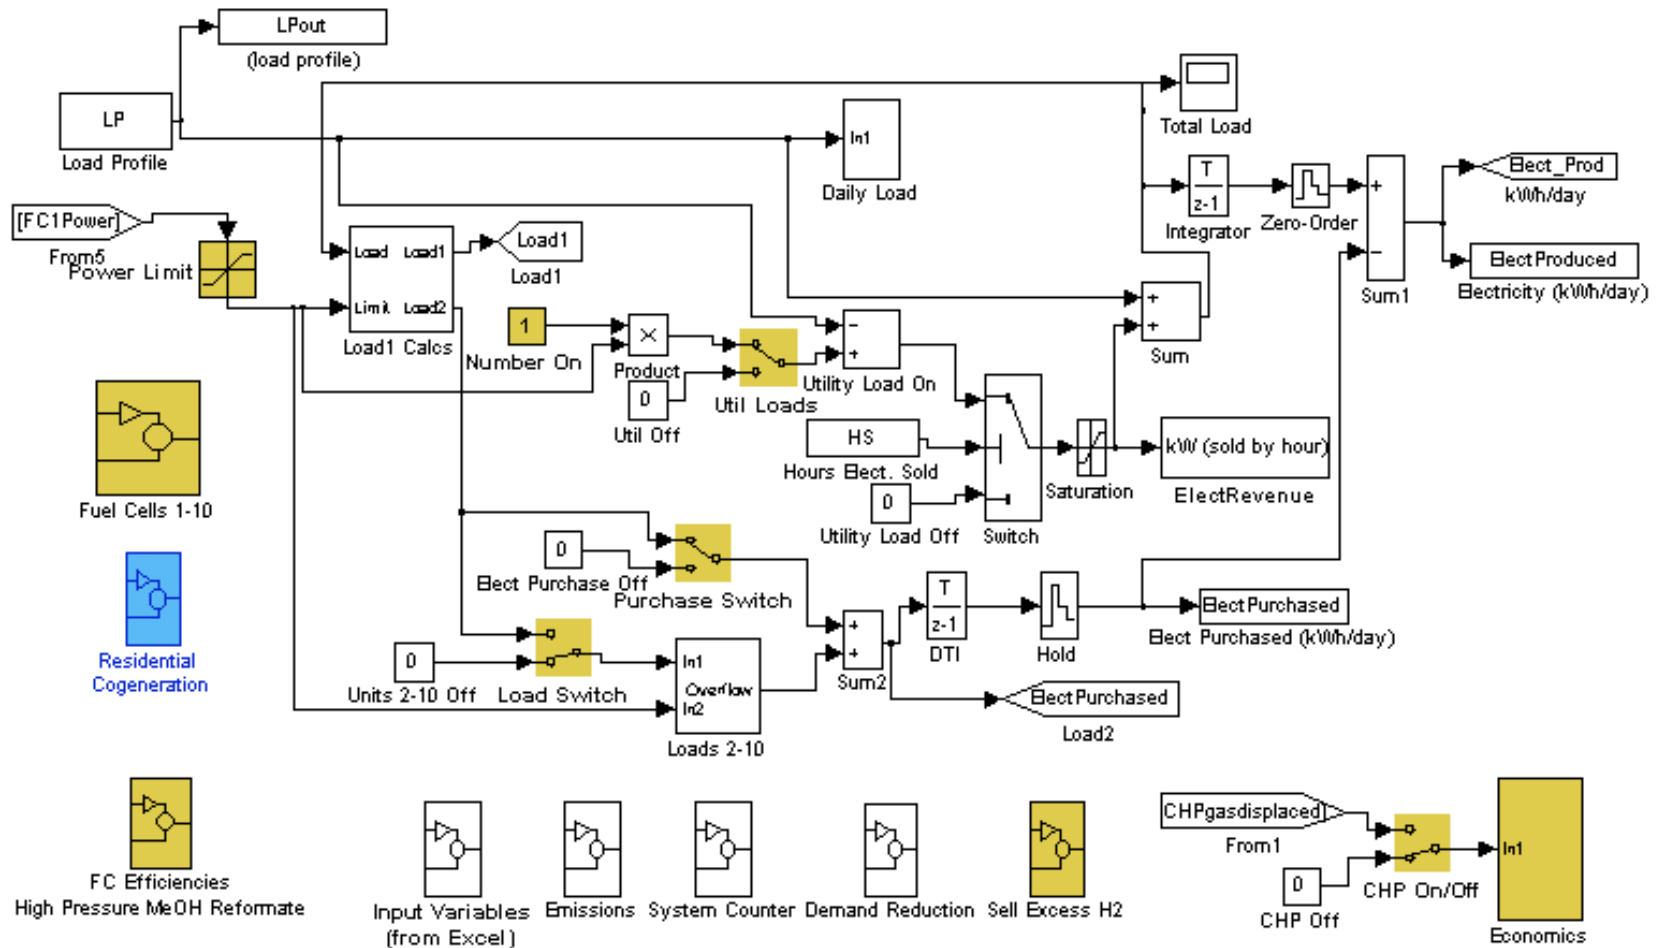 LPout
(load profile)
LP
Load Profile
In1
Daily Load
Total Load
T
z-1
Integrator
Zero-Order
+
−
Sum1
Elect_Prod
kWh/day
ElectProduced
Electricity (kWh/day)
[FC1Power]
From5
Power Limit
Load Load1
Limit Load2
Load1 Calcs
Load1
Load1
1
Number On
×
Product
0
Util Off
Util Loads
−
+
Utility Load On
+
+
Sum
HS
Hours Elect. Sold
0
Utility Load Off
Switch
Saturation
kW (sold by hour)
ElectRevenue
Fuel Cells 1-10
0
Elect Purchase Off
Purchase Switch
Residential
Cogeneration
0
Units 2-10 Off
Load Switch
In1
Overflow
In2
Loads 2-10
+
+
Sum2
T
z-1
DTI
Hold
ElectPurchased
Elect Purchased (kWh/day)
ElectPurchased
Load2
FC Efficiencies
High Pressure MeOH Reformate
Input Variables
(from Excel)
Emissions
System Counter
Demand Reduction
Sell Excess H2
CHPgasdisplaced]
From1
0
CHP Off
CHP On/Off
In1
Economics